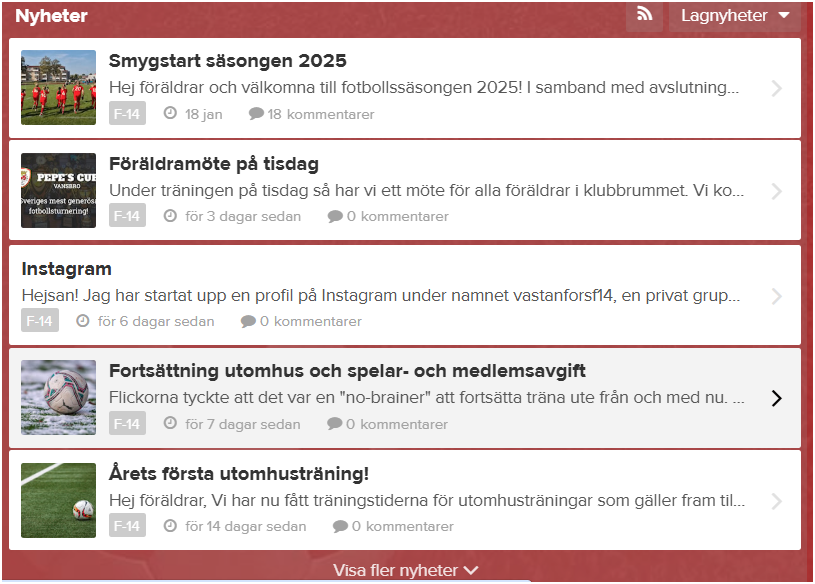 Nyheter
Lagnyheter
Smygstart säsongen 2025
Hej föräldrar och välkomna till fotbollssäsongen 2025! I samband med avslutning...
F-14 18 jan 18 kommentarer
PEPE'S CUP
VANSBRO
Sveriges mest generösa
fotbollsturnering!
Föräldramöte på tisdag
Under träningen på tisdag så har vi ett möte för alla föräldrar i klubbrummet. Vi ko...
F-14 för 3 dagar sedan 0 kommentarer
Instagram
Hejsan! Jag har startat upp en profil på Instagram under namnet vastanforsf14, en privat grup...
F-14 för 6 dagar sedan 0 kommentarer
Fortsättning utomhus och spelar- och medlemsavgift
Flickorna tyckte att det var en "no-brainer" att fortsätta träna ute från och med nu. ...
F-14 för 7 dagar sedan 0 kommentarer
Årets första utomhusträning!
Hej föräldrar, Vi har nu fått träningstiderna för utomhusträningar som gäller fram til...
F-14 för 14 dagar sedan 0 kommentarer
Visa fler nyheter